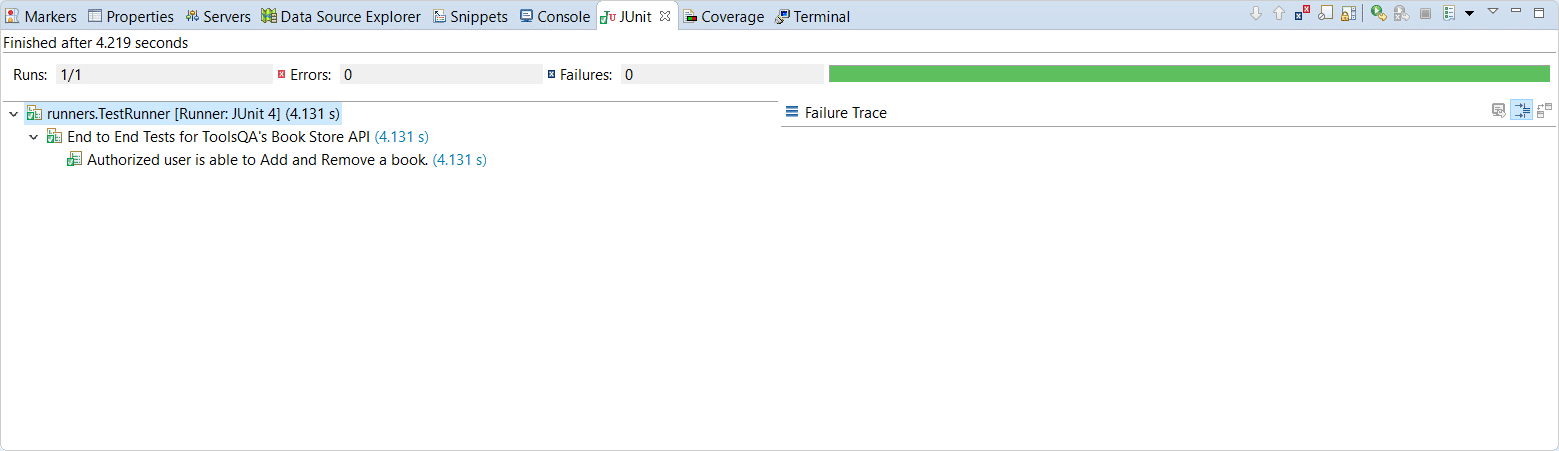 Markers Properties Servers Data Source Explorer Snippets Console JUnit Coverage Terminal
Finished after 4.219 seconds
Runs: 1/1 Errors: 0 Failures: 0
runners.TestRunner [Runner: JUnit 4] (4.131 s) Failure Trace
End to End Tests for ToolsQA's Book Store API (4.131 s)
Authorized user is able to Add and Remove a book. (4.131 s)